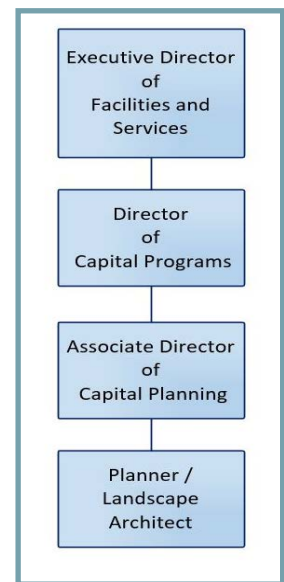 Executive Director
of
Facilities and
Services
Director
of
Capital Programs
Associate Director
of
Capital Planning
Planner /
Landscape
Architect